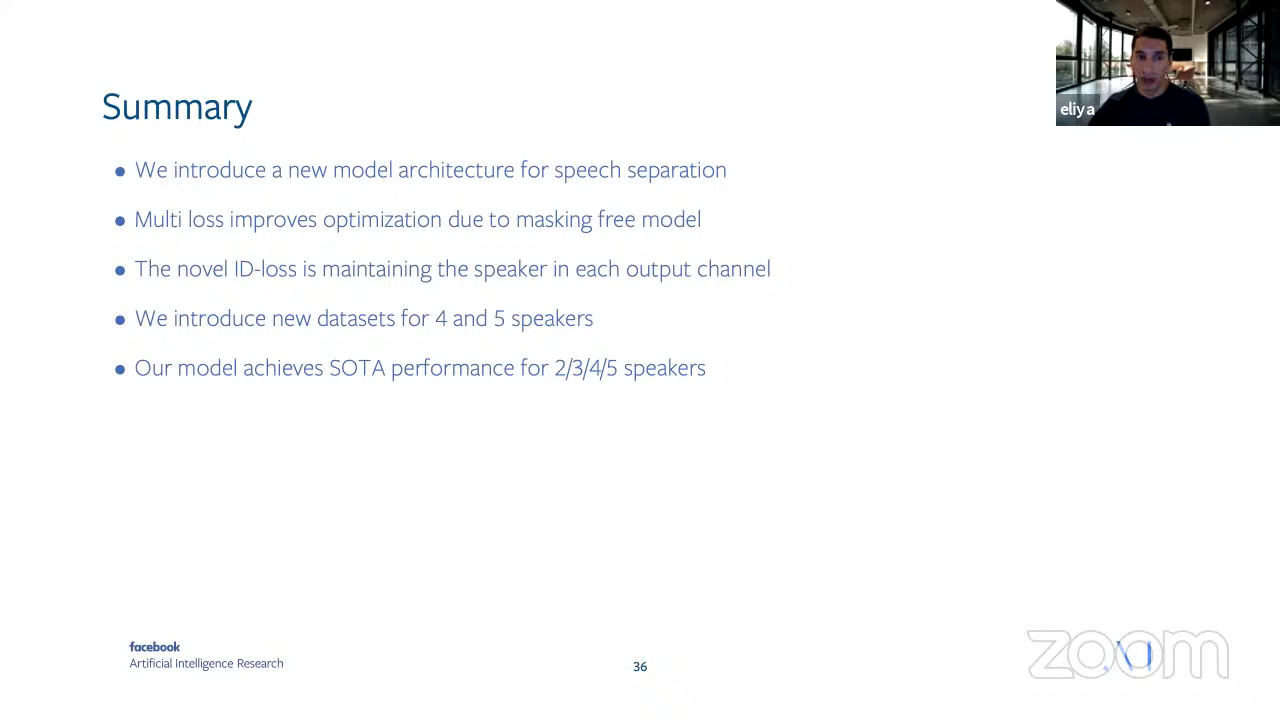 eliya
Summary
● We introduce a new model architecture for speech separation
● Multi loss improves optimization due to masking free model
● The novel ID-loss is maintaining the speaker in each output channel
● We introduce new datasets for 4 and 5 speakers
● Our model achieves SOTA performance for 2/3/4/5 speakers
facebook
Artificial Intelligence Research
36
zoom